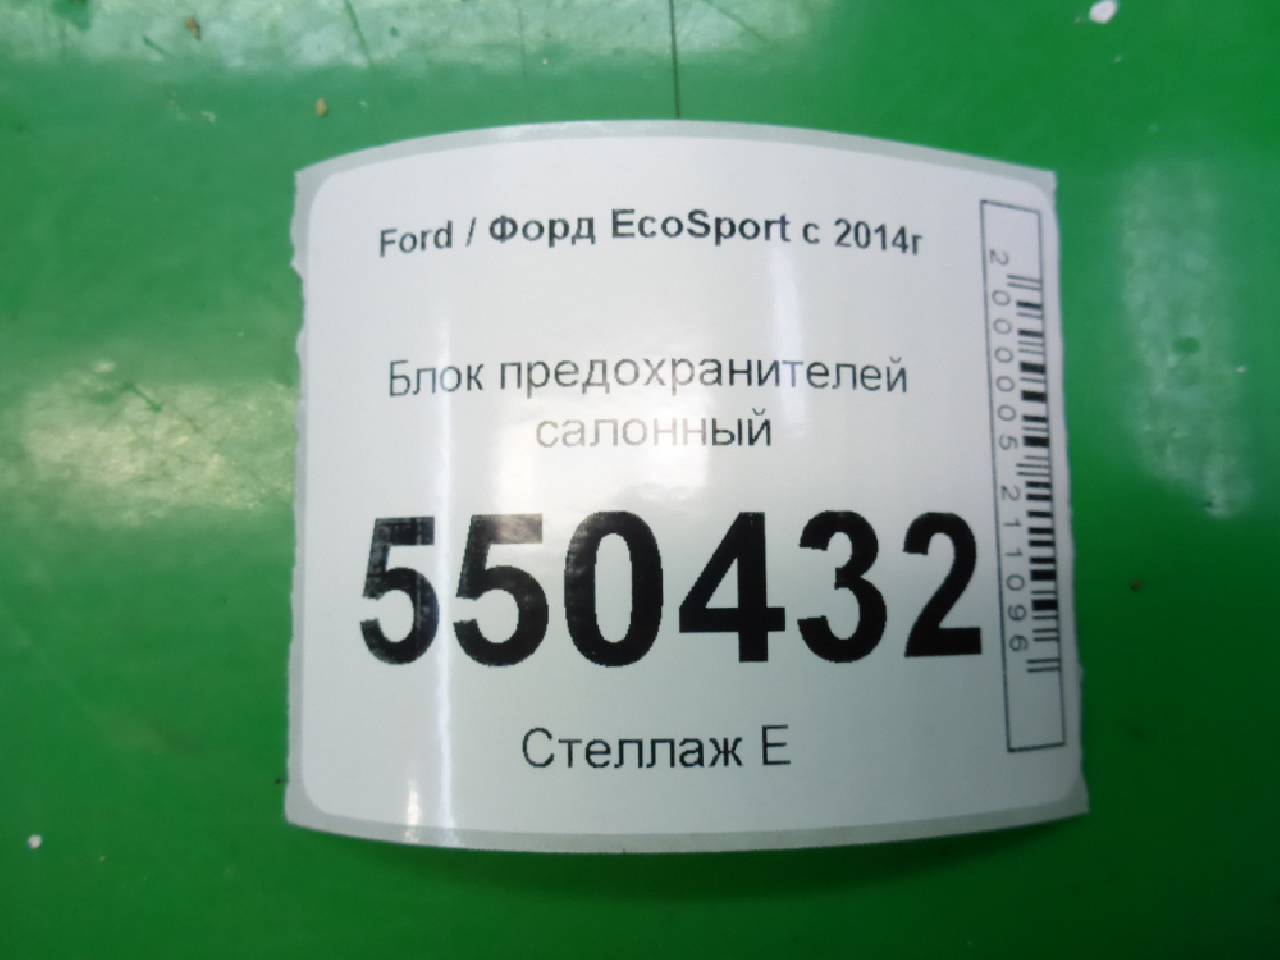 Ford / Форд EcoSport с 2014г
Блок предохранителей
салонный
550432
Стеллаж Е
2000005211096